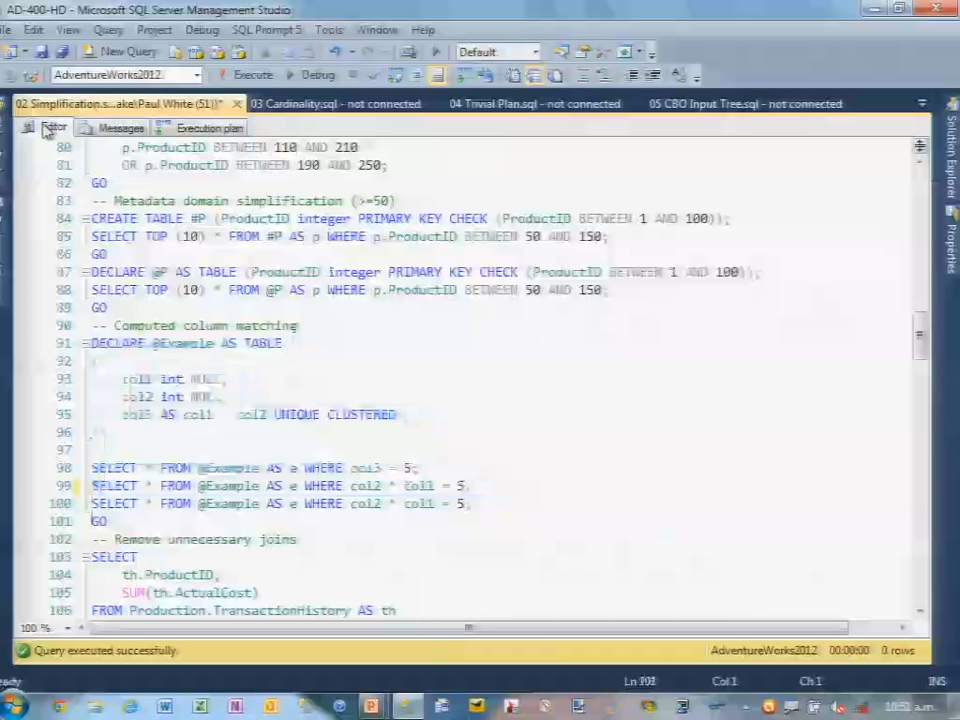 AD-400-HD - Microsoft SQL Server Management Studio
File Edit View Query Project Debug SQL Prompt 5 Tools Window Help
New Query Default
AdventureWorks2012 Execute Debug
02 Simplification.s...ake\Paul White (51))* 03 Cardinality.sql - not connected 04 Trivial Plan.sql - not connected 05 CBO Input Tree.sql - not connected
Editor Messages Execution plan
80 p.ProductID BETWEEN 110 AND 210
81 OR p.ProductID BETWEEN 190 AND 250;
82 GO
83 -- Metadata domain simplification (>=50)
84 CREATE TABLE #P (ProductID integer PRIMARY KEY CHECK (ProductID BETWEEN 1 AND 100));
85 SELECT TOP (10) * FROM #P AS p WHERE p.ProductID BETWEEN 50 AND 150;
86 GO
87 DECLARE @P AS TABLE (ProductID integer PRIMARY KEY CHECK (ProductID BETWEEN 1 AND 100));
88 SELECT TOP (10) * FROM @P AS p WHERE p.ProductID BETWEEN 50 AND 150;
89 GO
90 -- Computed column matching
91 DECLARE @Example AS TABLE
92
93 col1 int NULL,
94 col2 int NULL,
95 col3 AS col1 col2 UNIQUE CLUSTERED
96
97
98 SELECT * FROM @Example AS e WHERE col3 = 5;
99 SELECT * FROM @Example AS e WHERE col2 * col1 = 5;
100 SELECT * FROM @Example AS e WHERE col2 * col1 = 5;
101 GO
102 -- Remove unnecessary joins
103 SELECT
104 th.ProductID,
105 SUM(th.ActualCost)
106 FROM Production.TransactionHistory AS th
100 %
Query executed successfully. AdventureWorks2012 00:00:00 0 rows
Ready Ln 101 Col 1 Ch 1 INS
10:51 a.m.
Solution Explorer
Properties